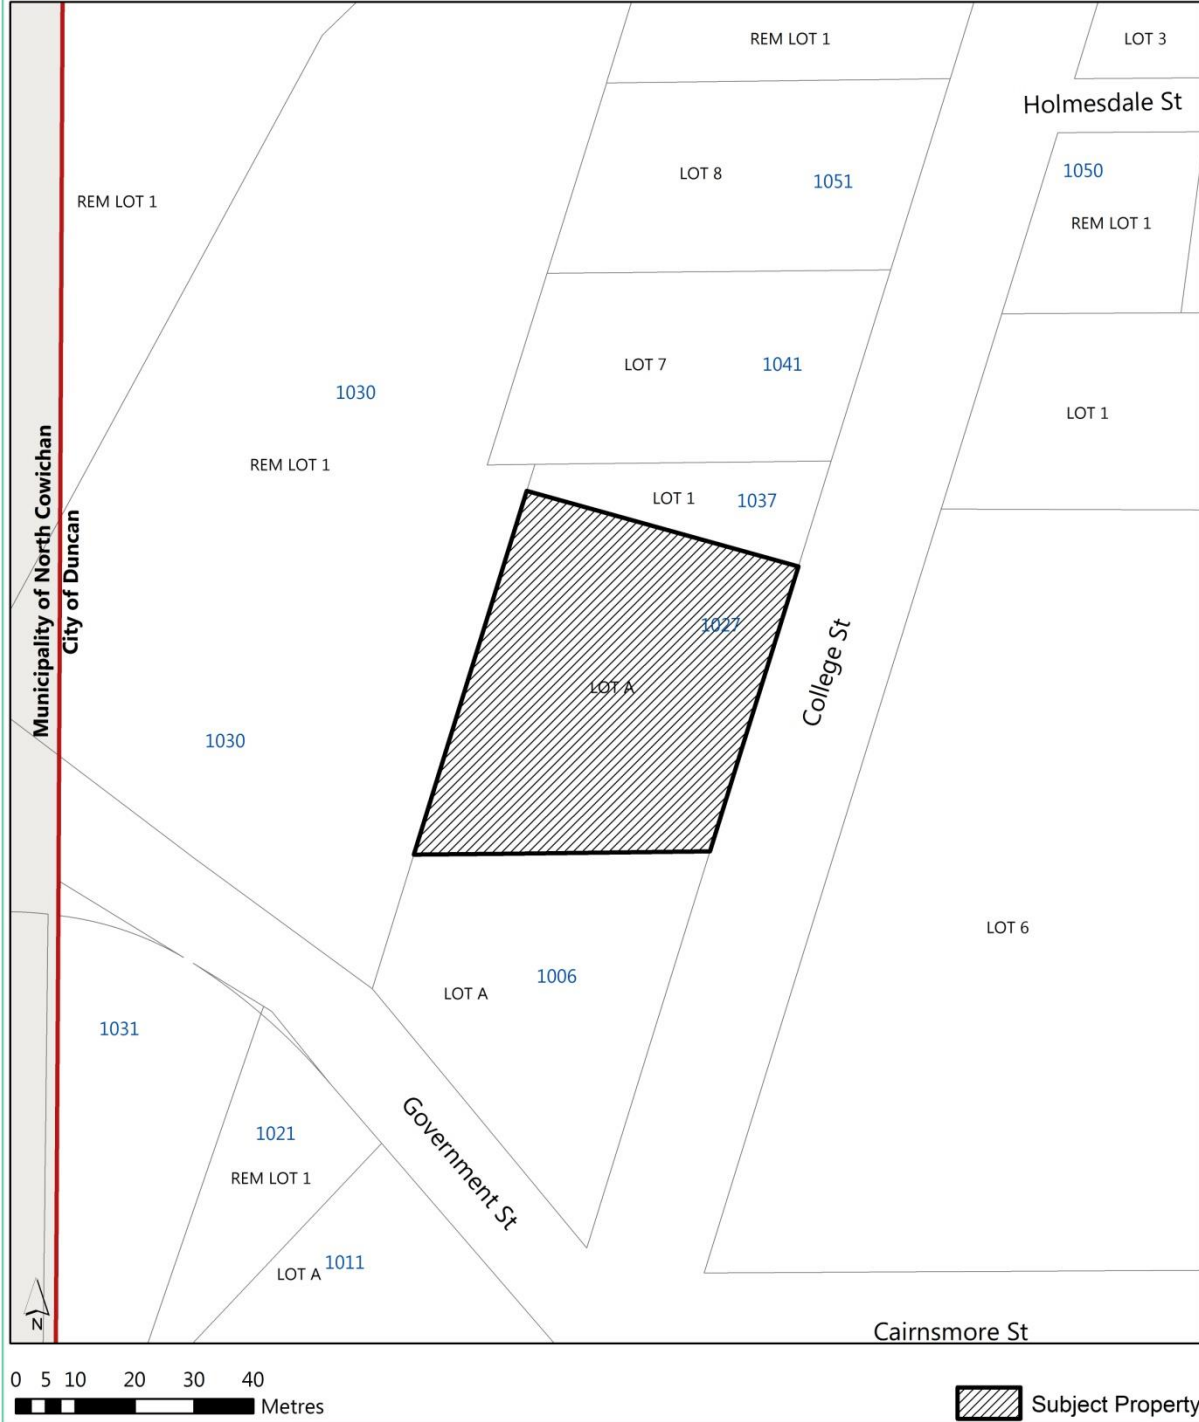 REM LOT 1
LOT 3
Holmesdale St
LOT 8
1051
1050
REM LOT 1
REM LOT 1
LOT 7
1041
1030
LOT 1
REM LOT 1
LOT 1
1037
Municipality of North Cowichan
City of Duncan
1027
College St
LOT A
1030
LOT 6
1006
LOT A
1031
Government St
1021
REM LOT 1
1011
LOT A
N
Cairnsmore St
0 5 10 20 30 40
Metres
Subject Property